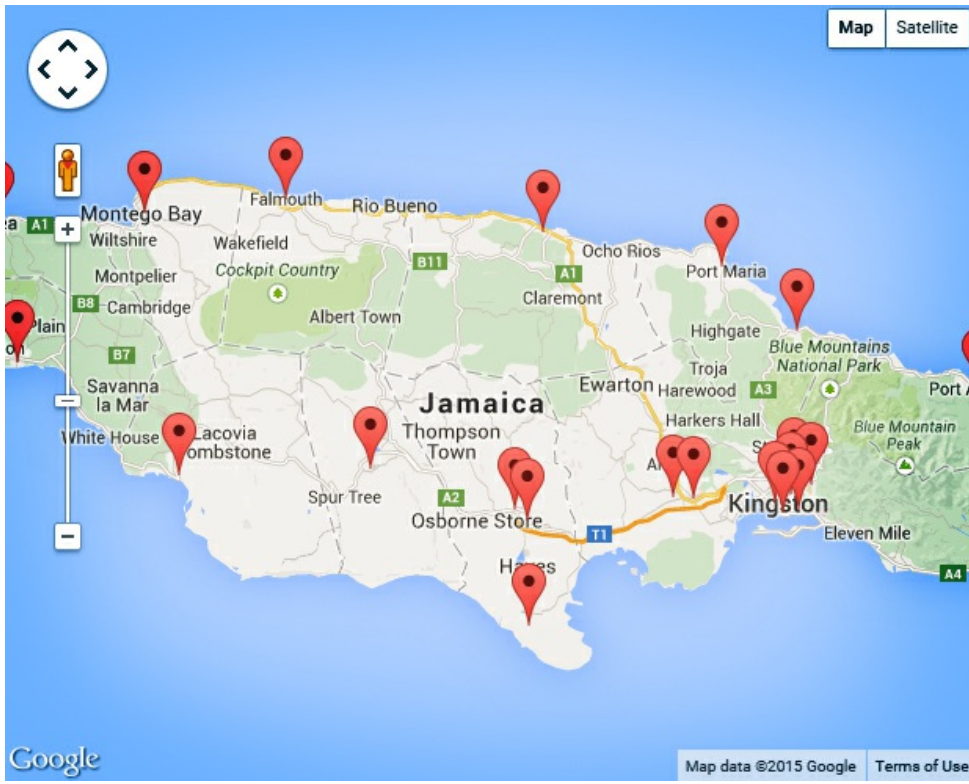 Map Satellite
Falmouth
Rio Bueno
Montego Bay
A1
Wiltshire
Wakefield
Ocho Rios
Cockpit Country
B11
Port Maria
Montpelier
A1
B8
Cambridge
Claremont
Albert Town
Plain
Highgate
B7
Blue Mountains
National Park
Troja
Savanna
la Mar
Ewarton
Harewood
A3
Port A
Jamaica
White House
Lacovia
ombstone
Thompson
Town
Harkers Hall
Blue Mountain
Peak
Spur Tree
A2
Osborne Store
Kingston
T1
Eleven Mile
Hayes
A4
Google
Map data ©2015 Google Terms of Use